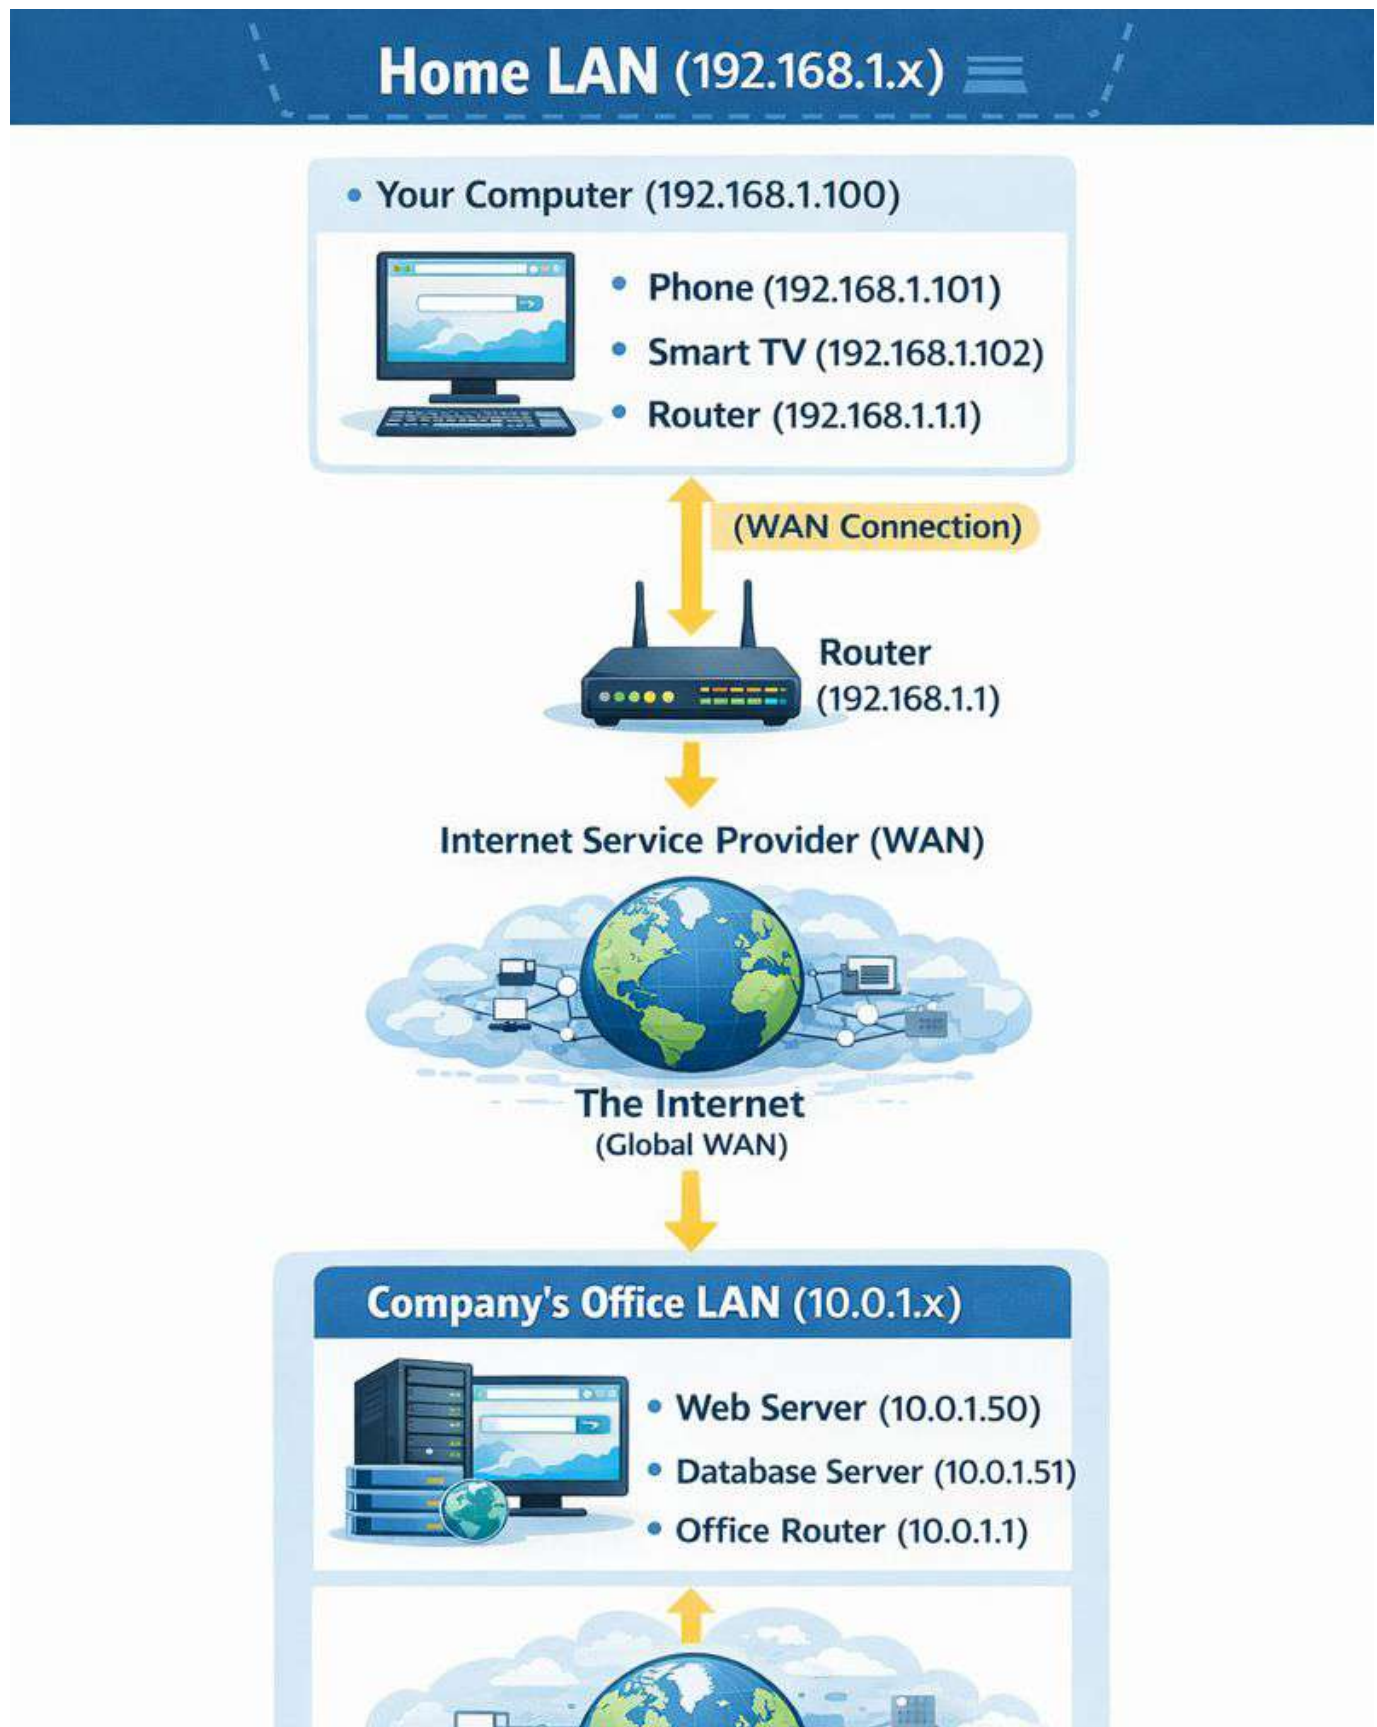 Home LAN (192.168.1.x)
• Your Computer (192.168.1.100)
• Phone (192.168.1.101)
• Smart TV (192.168.1.102)
• Router (192.168.1.1.1)
(WAN Connection)
Router
(192.168.1.1)
Internet Service Provider (WAN)
The Internet
(Global WAN)
Company's Office LAN (10.0.1.x)
• Web Server (10.0.1.50)
• Database Server (10.0.1.51)
• Office Router (10.0.1.1)